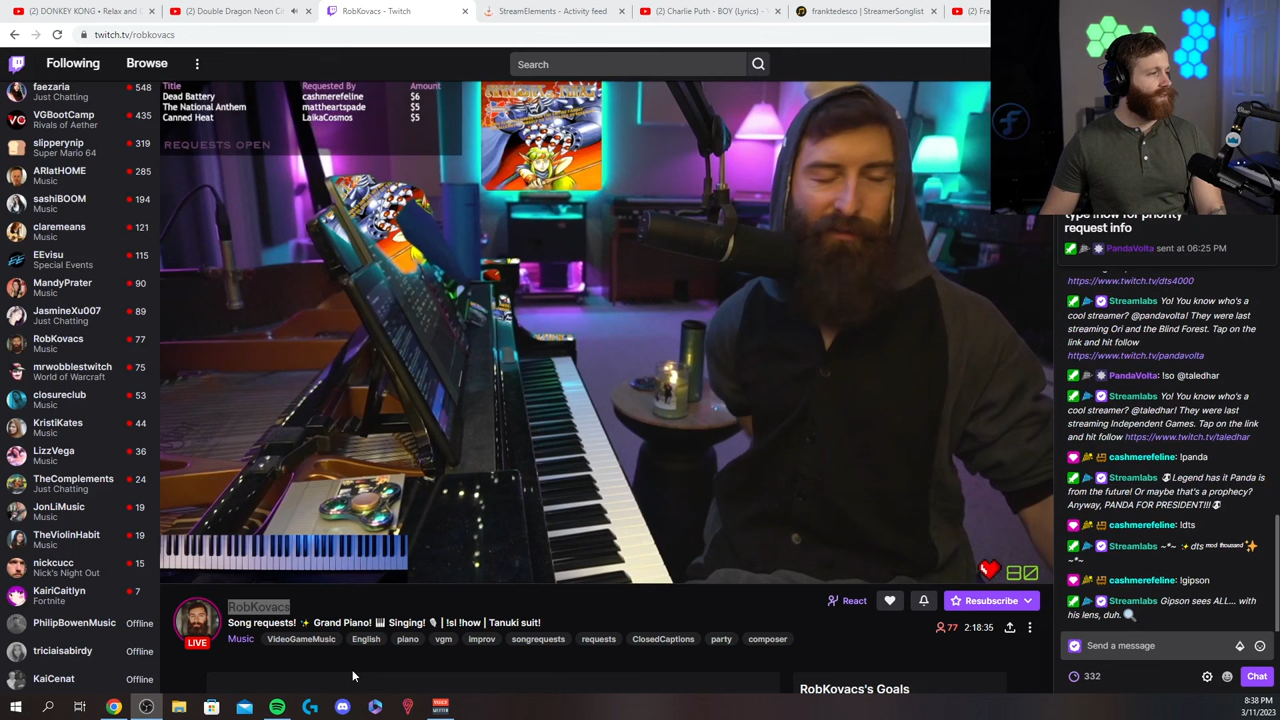 (2) DONKEY KONG • Relax and C
(2) Double Dragon Neon Cit
RobKovacs - Twitch
StreamElements - Activity feed
(2) Charlie Puth - BOY (Lyrics) - Y
franktedesco | StreamerSonglist
(2) Fra
twitch.tv/robkovacs
Following
Browse
Search
faezaria
Just Chatting
548
VGBootCamp
Rivals of Aether
435
slipperynip
Super Mario 64
319
ARIatHOME
Music
285
sashiBOOM
Music
194
claremeans
Music
121
EEvisu
Special Events
115
MandyPrater
Music
90
JasmineXu007
Just Chatting
89
RobKovacs
Music
77
mrwobblestwitch
World of Warcraft
75
closureclub
Music
53
KristiKates
Music
44
LizzVega
Music
36
TheComplements
Just Chatting
24
JonLiMusic
Music
19
TheViolinHabit
Music
19
nickcucc
Nick's Night Out
15
KairiCaitlyn
Fortnite
7
PhilipBowenMusic
Offline
triciaisabirdy
Offline
KaiCenat
Offline
Title Requested By Amount
Dead Battery cashmerefeline $6
The National Anthem mattheartspade $5
Canned Heat LaikaCosmos $5
REQUESTS OPEN
80
LIVE
RobKovacs
Song requests! ✨ Grand Piano! 🎹 Singing! 🎙 | !sl !how | Tanuki suit!
Music VideoGameMusic English piano vgm improv songrequests requests ClosedCaptions party composer
React
Resubscribe
77 2:18:35
RobKovacs's Goals
type !how for priority
request info
PandaVolta sent at 06:25 PM
https://www.twitch.tv/dts4000
Streamlabs Yo! You know who's a
cool streamer? @pandavolta! They were last
streaming Ori and the Blind Forest. Tap on the
link and hit follow
https://www.twitch.tv/pandavolta
PandaVolta: !so @taledhar
Streamlabs Yo! You know who's a
cool streamer? @taledhar! They were last
streaming Independent Games. Tap on the link
and hit follow https://www.twitch.tv/taledhar
cashmerefeline: !panda
Streamlabs 🐼Legend has it Panda is
from the future! Or maybe that's a prophecy?
Anyway, PANDA FOR PRESIDENT!!!🐼
cashmerefeline: !dts
Streamlabs ~*~ ✨dts ᵐᵒᵈ ᵗʰᵒᵘˢᵃⁿᵈ✨
~*~
cashmerefeline: !gipson
Streamlabs Gipson sees ALL... with
his lens, duh.🔍
Send a message
332
Chat
8:38 PM
3/11/2023